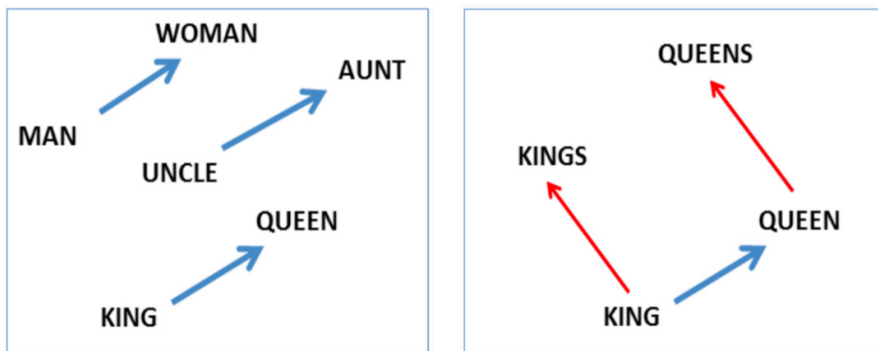 WOMAN
AUNT
MAN
UNCLE
QUEEN
KING
QUEENS
KINGS
QUEEN
KING